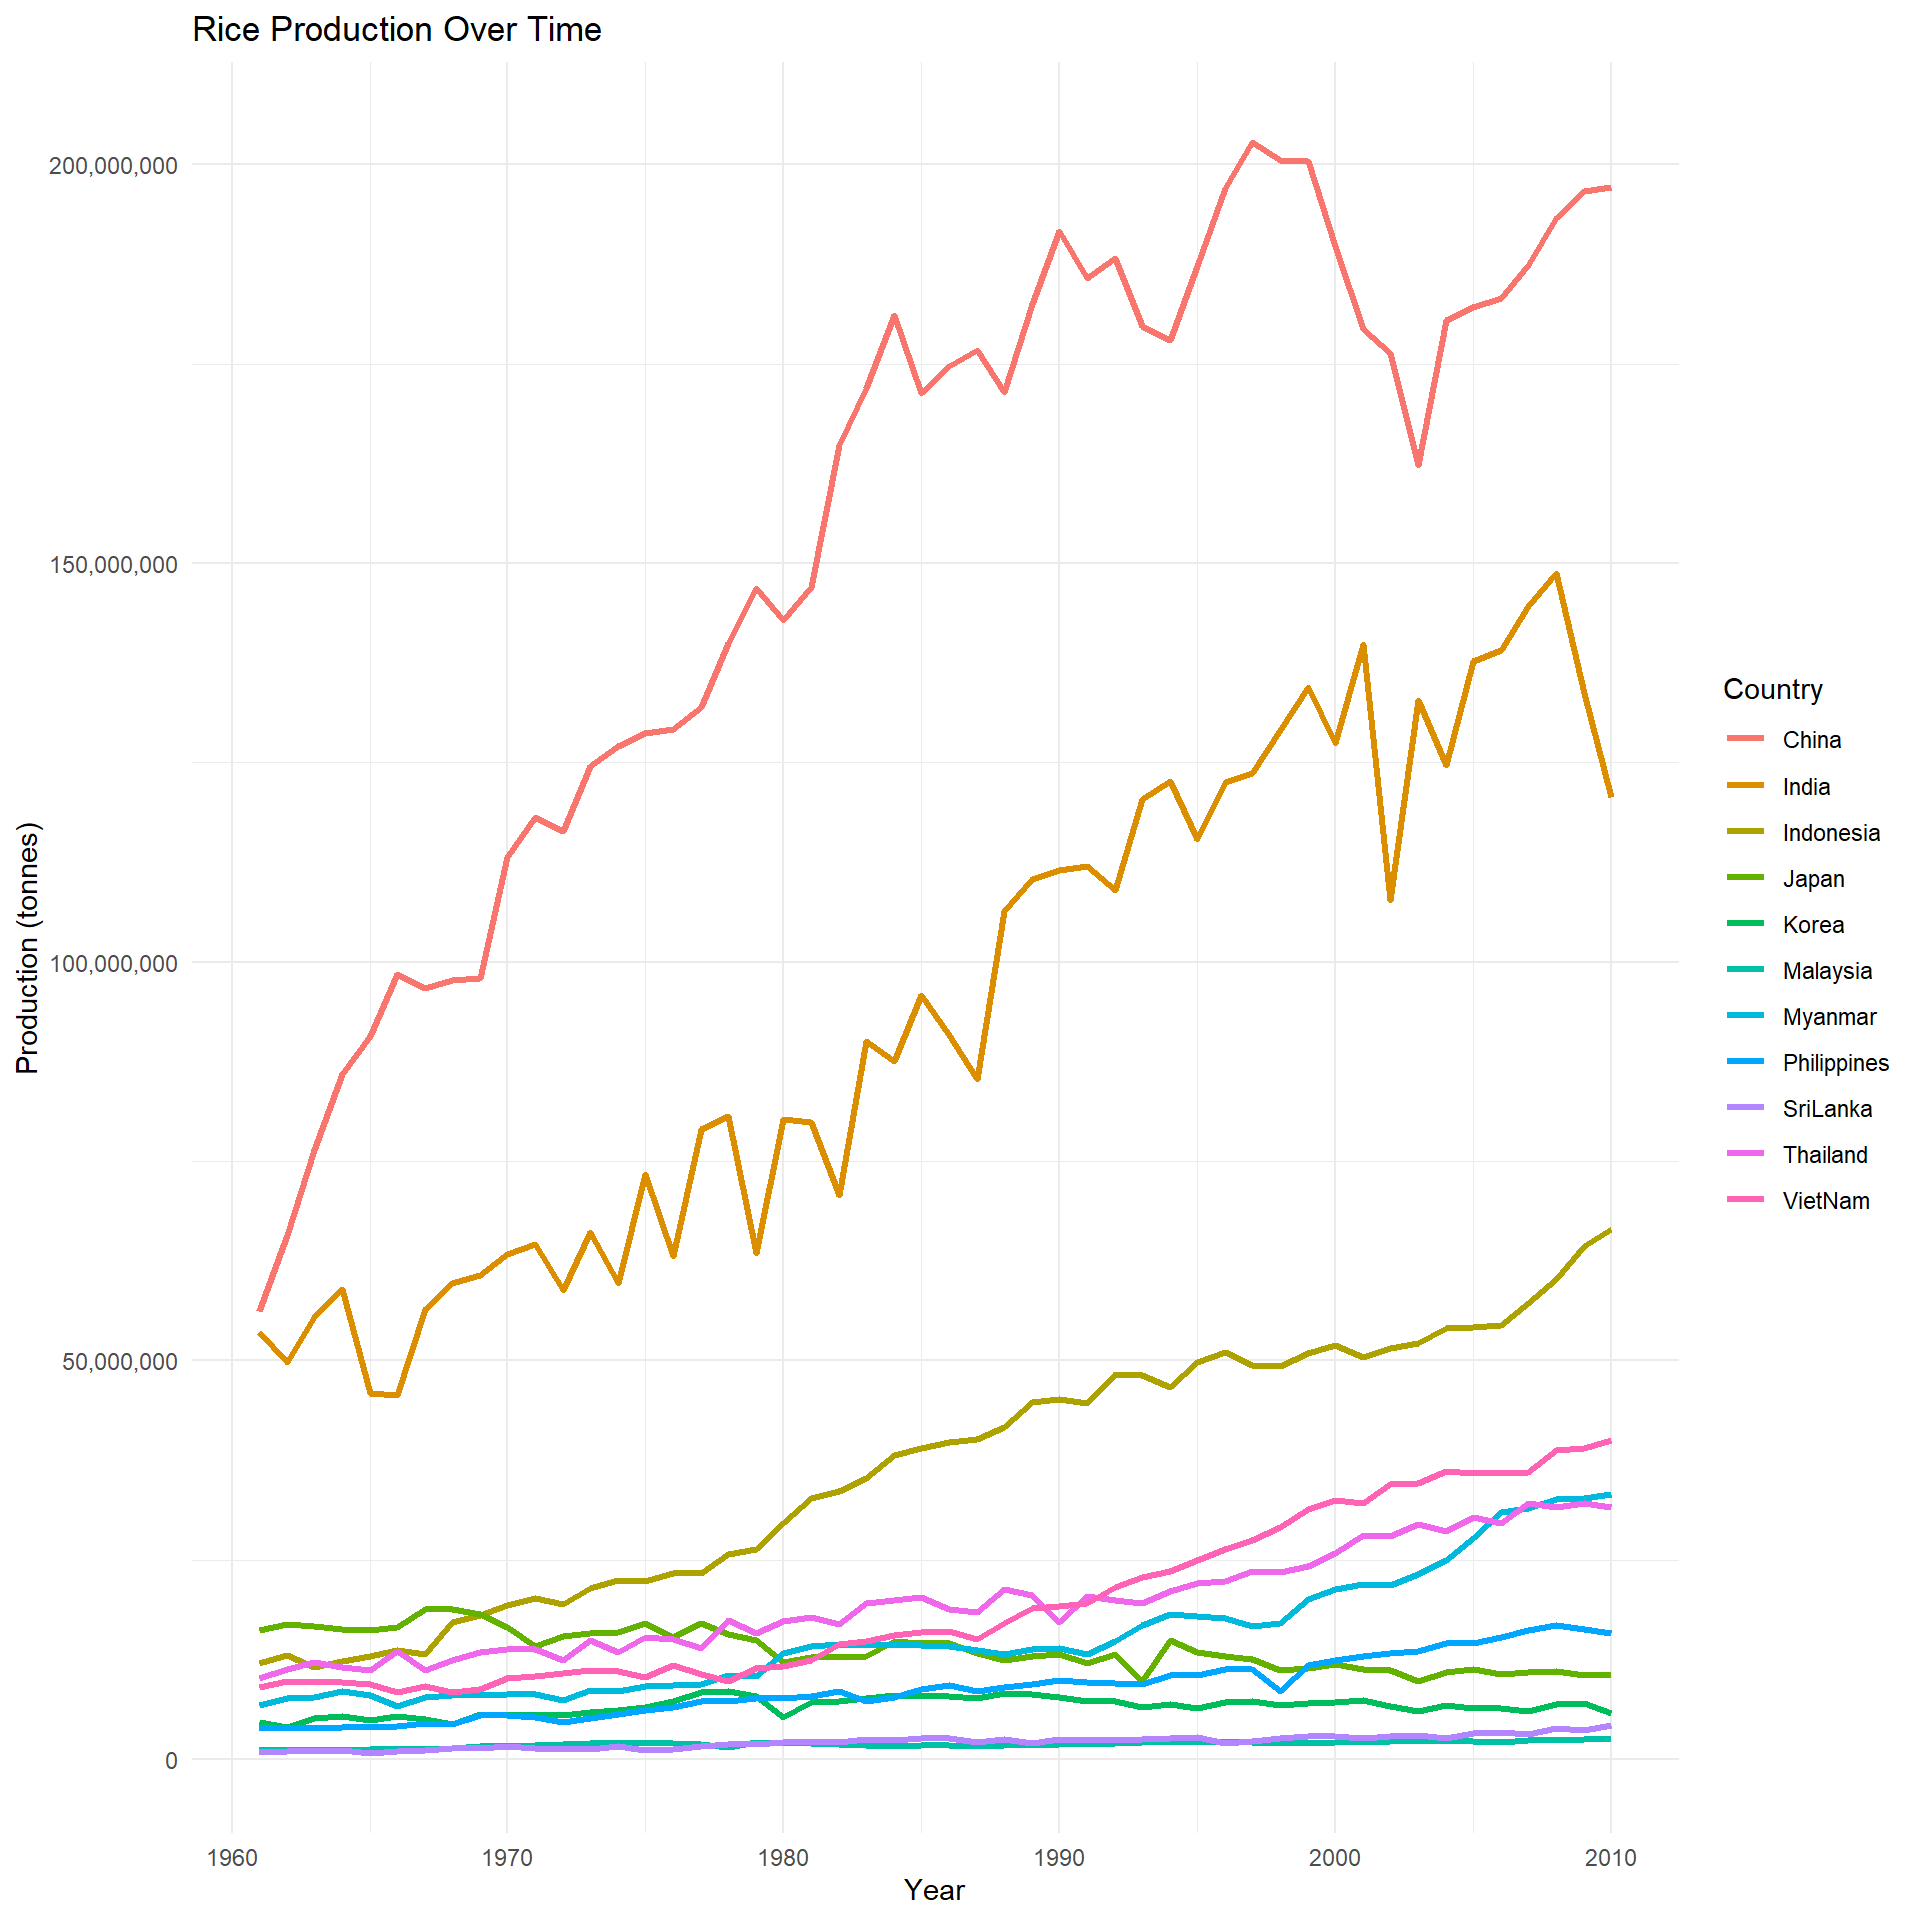 Rice Production Over Time
Production (tonnes)
200,000,000
150,000,000
100,000,000
50,000,000
0
1960
1970
1980
1990
2000
2010
Year
Country
China
India
Indonesia
Japan
Korea
Malaysia
Myanmar
Philippines
SriLanka
Thailand
VietNam